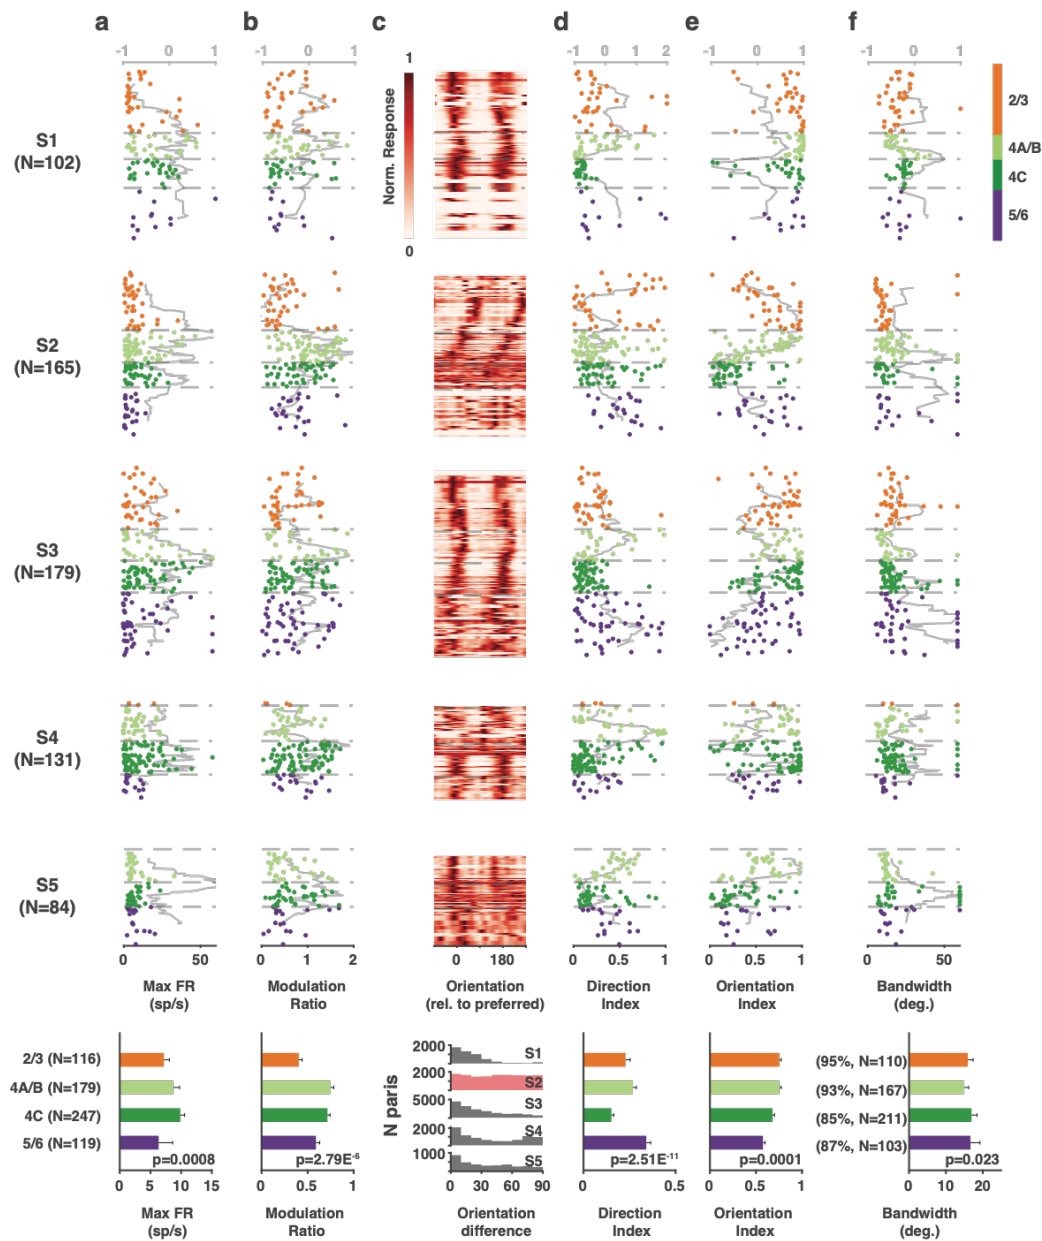 a b c d e f
-1 0 1 -1 0 1 -1 0 1 2 -1 0 1 -1 0 1
1
Norm. Response
0
2/3
4A/B
4C
5/6
S1
(N=102)
S2
(N=165)
S3
(N=179)
S4
(N=131)
S5
(N=84)
0 50 0 1 2 0 180 0 0.5 1 0 0.5 1 0 50
Max FR Modulation Orientation Direction Orientation Bandwidth
(sp/s) Ratio (rel. to preferred) Index Index (deg.)
2/3 (N=116)
4A/B (N=179)
4C (N=247)
5/6 (N=119)
p=0.0008
0 5 10 15
Max FR
(sp/s)
p=2.79E-6
0 1
Modulation
Ratio
N paris
2000 S1
2000 S2
5000 S3
2000 S4
1000 S5
0 30 60 90
Orientation
difference
p=2.51E-11
0 0.5
Direction
Index
p=0.0001
0 1
Orientation
Index
(95%, N=110)
(93%, N=167)
(85%, N=211)
(87%, N=103)
p=0.023
0 10 20
Bandwidth
(deg.)